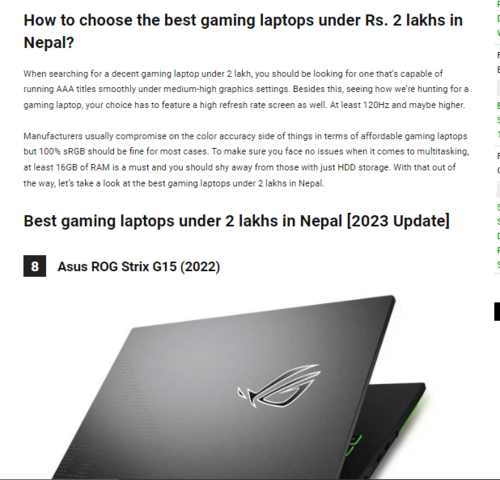 How to choose the best gaming laptops under Rs. 2 lakhs in
Nepal?
When searching for a decent gaming laptop under 2 lakh, you should be looking for one that's capable of
running AAA titles smoothly under medium-high graphics settings. Besides this, seeing how we're hunting for a
gaming laptop, your choice has to feature a high refresh rate screen as well. At least 120Hz and maybe higher.
Manufacturers usually compromise on the color accuracy side of things in terms of affordable gaming laptops
but 100% sRGB should be fine for most cases. To make sure you face no issues when it comes to multitasking,
at least 16GB of RAM is a must and you should shy away from those with just HDD storage. With that out of
the way, let's take a look at the best gaming laptops under 2 lakhs in Nepal.
Best gaming laptops under 2 lakhs in Nepal [2023 Update]
8 Asus ROG Strix G15 (2022)